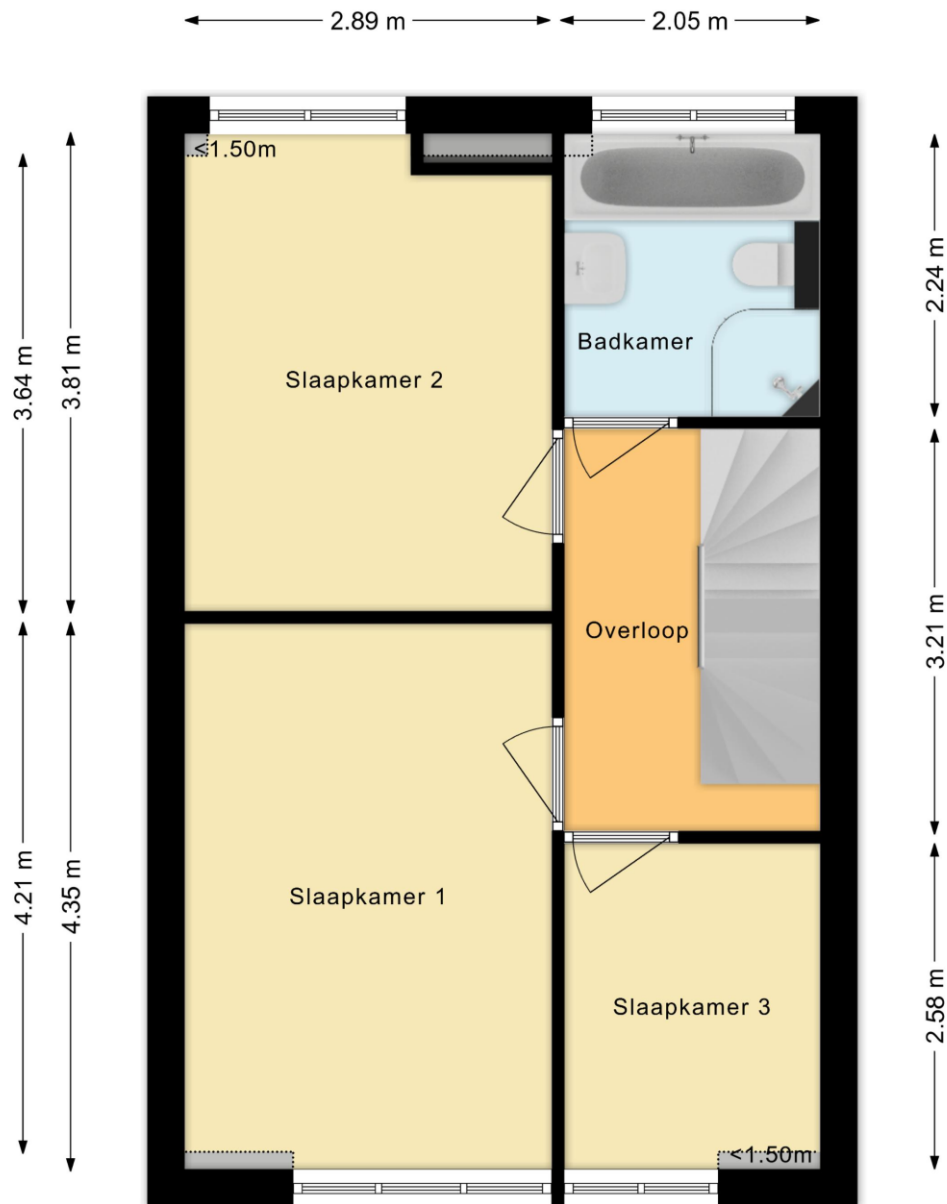 2.89 m
2.05 m
<1.50m
3.64 m
3.81 m
2.24 m
Badkamer
Slaapkamer 2
3.21 m
Overloop
4.21 m
4.35 m
Slaapkamer 1
Slaapkamer 3
2.58 m
<1.50m